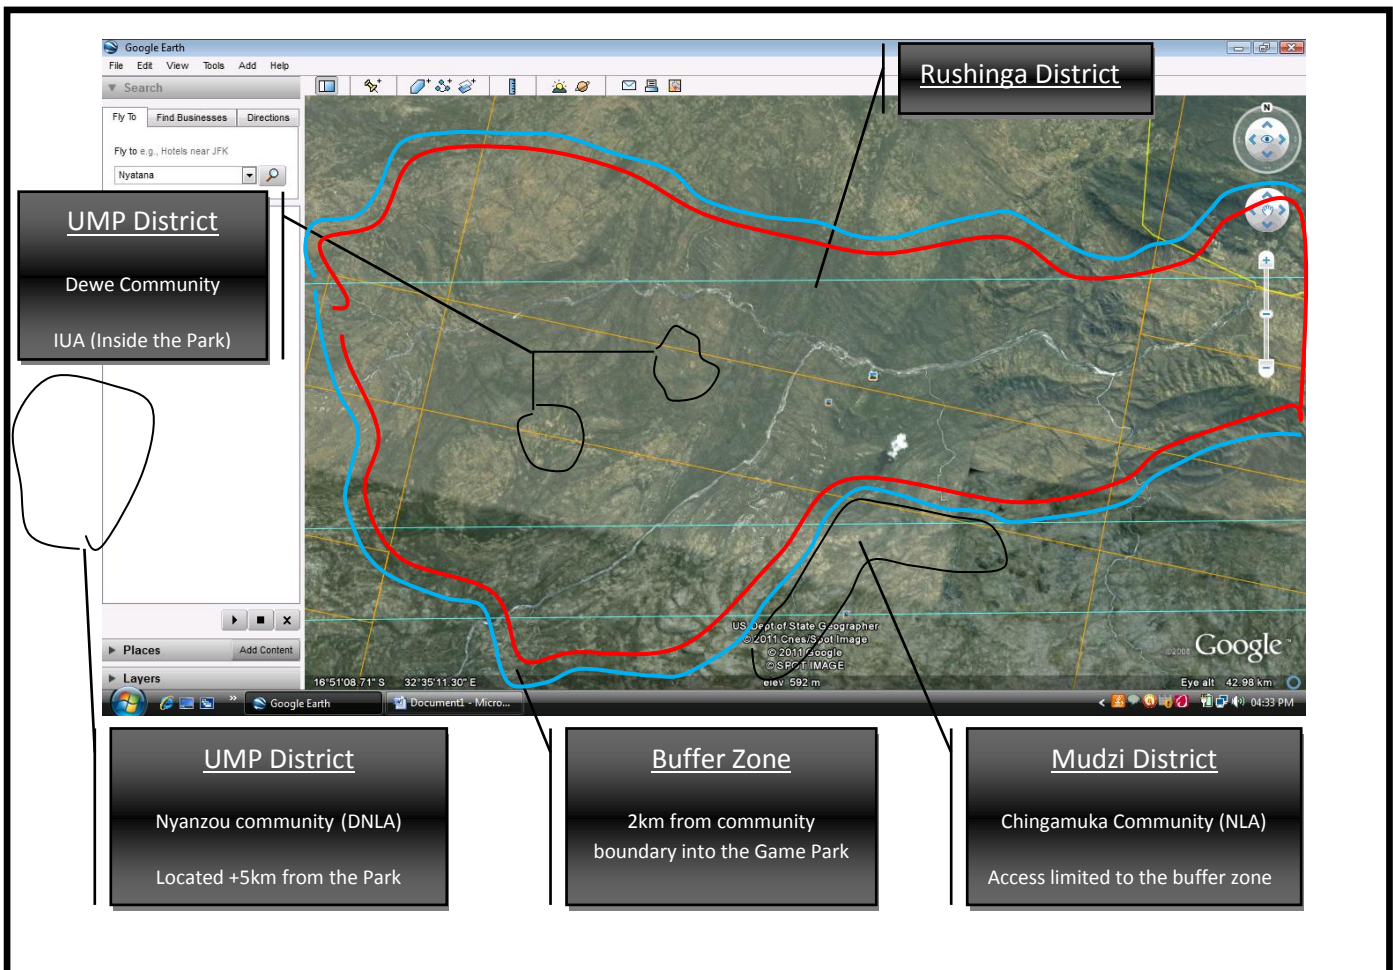 Google Earth
File Edit View Tools Add Help
Search
Fly To Find Businesses Directions
Fly to e.g., Hotels near JFK
Nyatana
Rushinga District
N
UMP District
Dewe Community
IUA (Inside the Park)
US Dept of State Geographer
© 2011 Cnes/Spot Image
© 2011 Google
© SPOT IMAGE
©2008 Google™
16°51'08.71" S 32°35'11.30" E
elev 592 m
Eye alt 42.98 km
Places Add Content
Layers
Google Earth
Document1 - Micro...
04:33 PM
UMP District
Nyanzou community (DNLA)
Located +5km from the Park
Buffer Zone
2km from community
boundary into the Game Park
Mudzi District
Chingamuka Community (NLA)
Access limited to the buffer zone